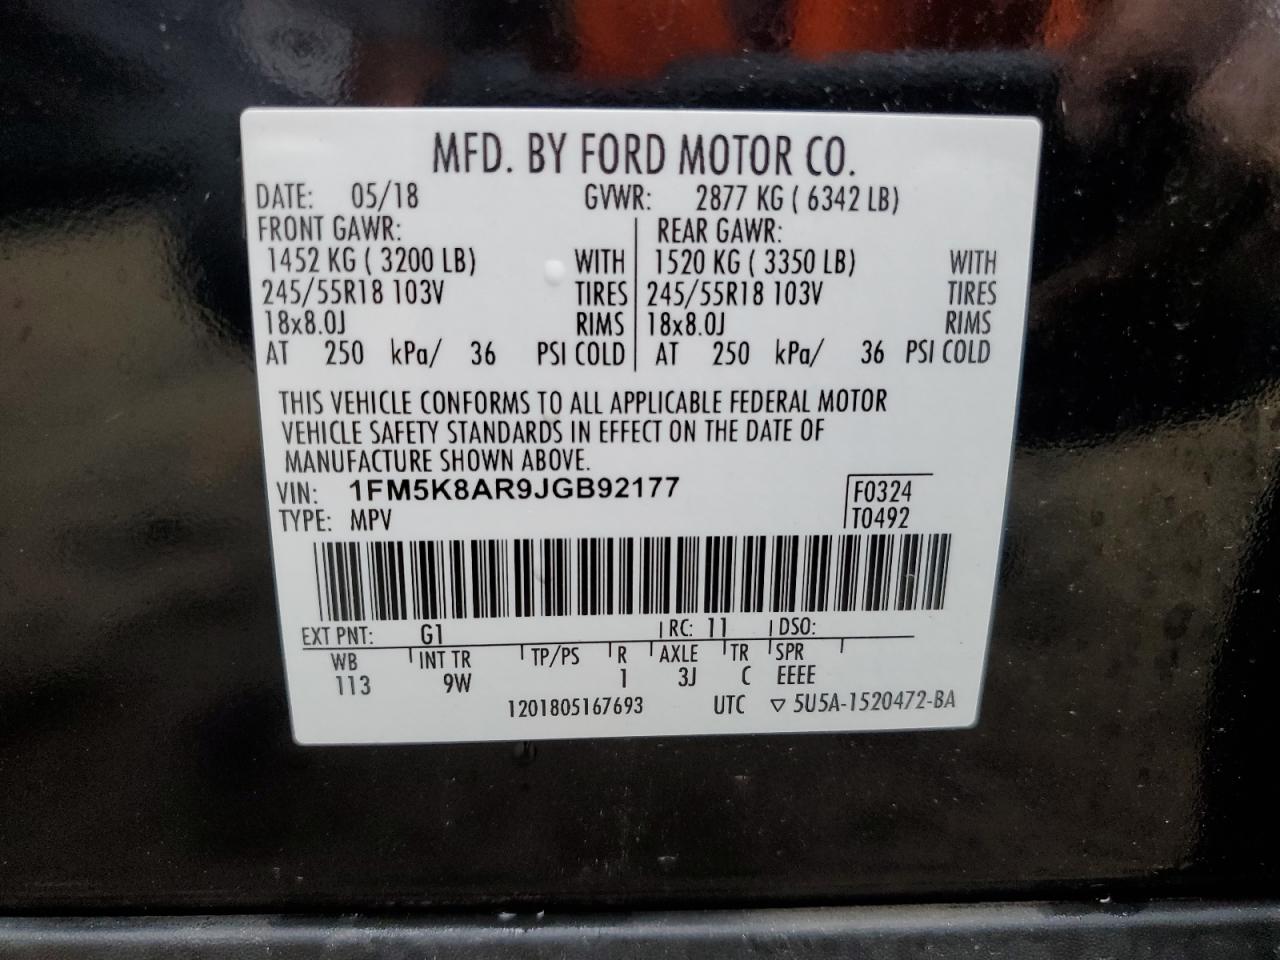 MFD. BY FORD MOTOR CO.
DATE: 05/18 GVWR: 2877 KG ( 6342 LB)
FRONT GAWR: REAR GAWR:
1452 KG ( 3200 LB) WITH 1520 KG ( 3350 LB) WITH
245/55R18 103V TIRES 245/55R18 103V TIRES
18x8.0J RIMS 18x8.0J RIMS
AT 250 kPa/ 36 PSI COLD AT 250 kPa/ 36 PSI COLD
THIS VEHICLE CONFORMS TO ALL APPLICABLE FEDERAL MOTOR
VEHICLE SAFETY STANDARDS IN EFFECT ON THE DATE OF
MANUFACTURE SHOWN ABOVE.
VIN: 1FM5K8AR9JGB92177 F0324
TYPE: MPV T0492
EXT PNT: G1 RC: 11 DSO:
WB INT TR TP/PS R AXLE TR SPR
113 9W 1 3J C EEEE
1201805167693 UTC ▽ 5U5A-1520472-BA